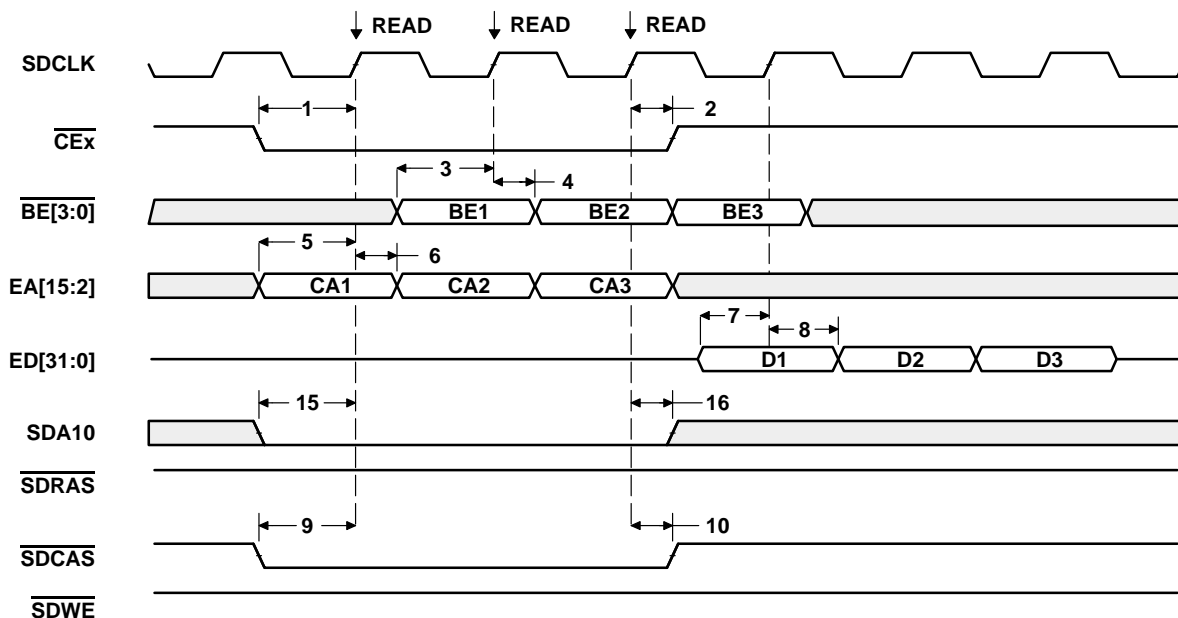 READ READ READ
SDCLK
1 2
CEx
3 4
BE[3:0] BE1 BE2 BE3
5 6
EA[15:2] CA1 CA2 CA3
7 8
ED[31:0] D1 D2 D3
15 16
SDA10
SDRAS
9 10
SDCAS
SDWE